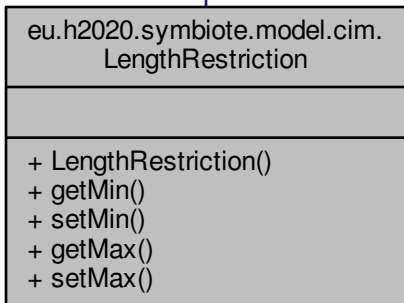 eu.h2020.symbiote.model.cim.
LengthRestriction
+ LengthRestriction()
+ getMin()
+ setMin()
+ getMax()
+ setMax()